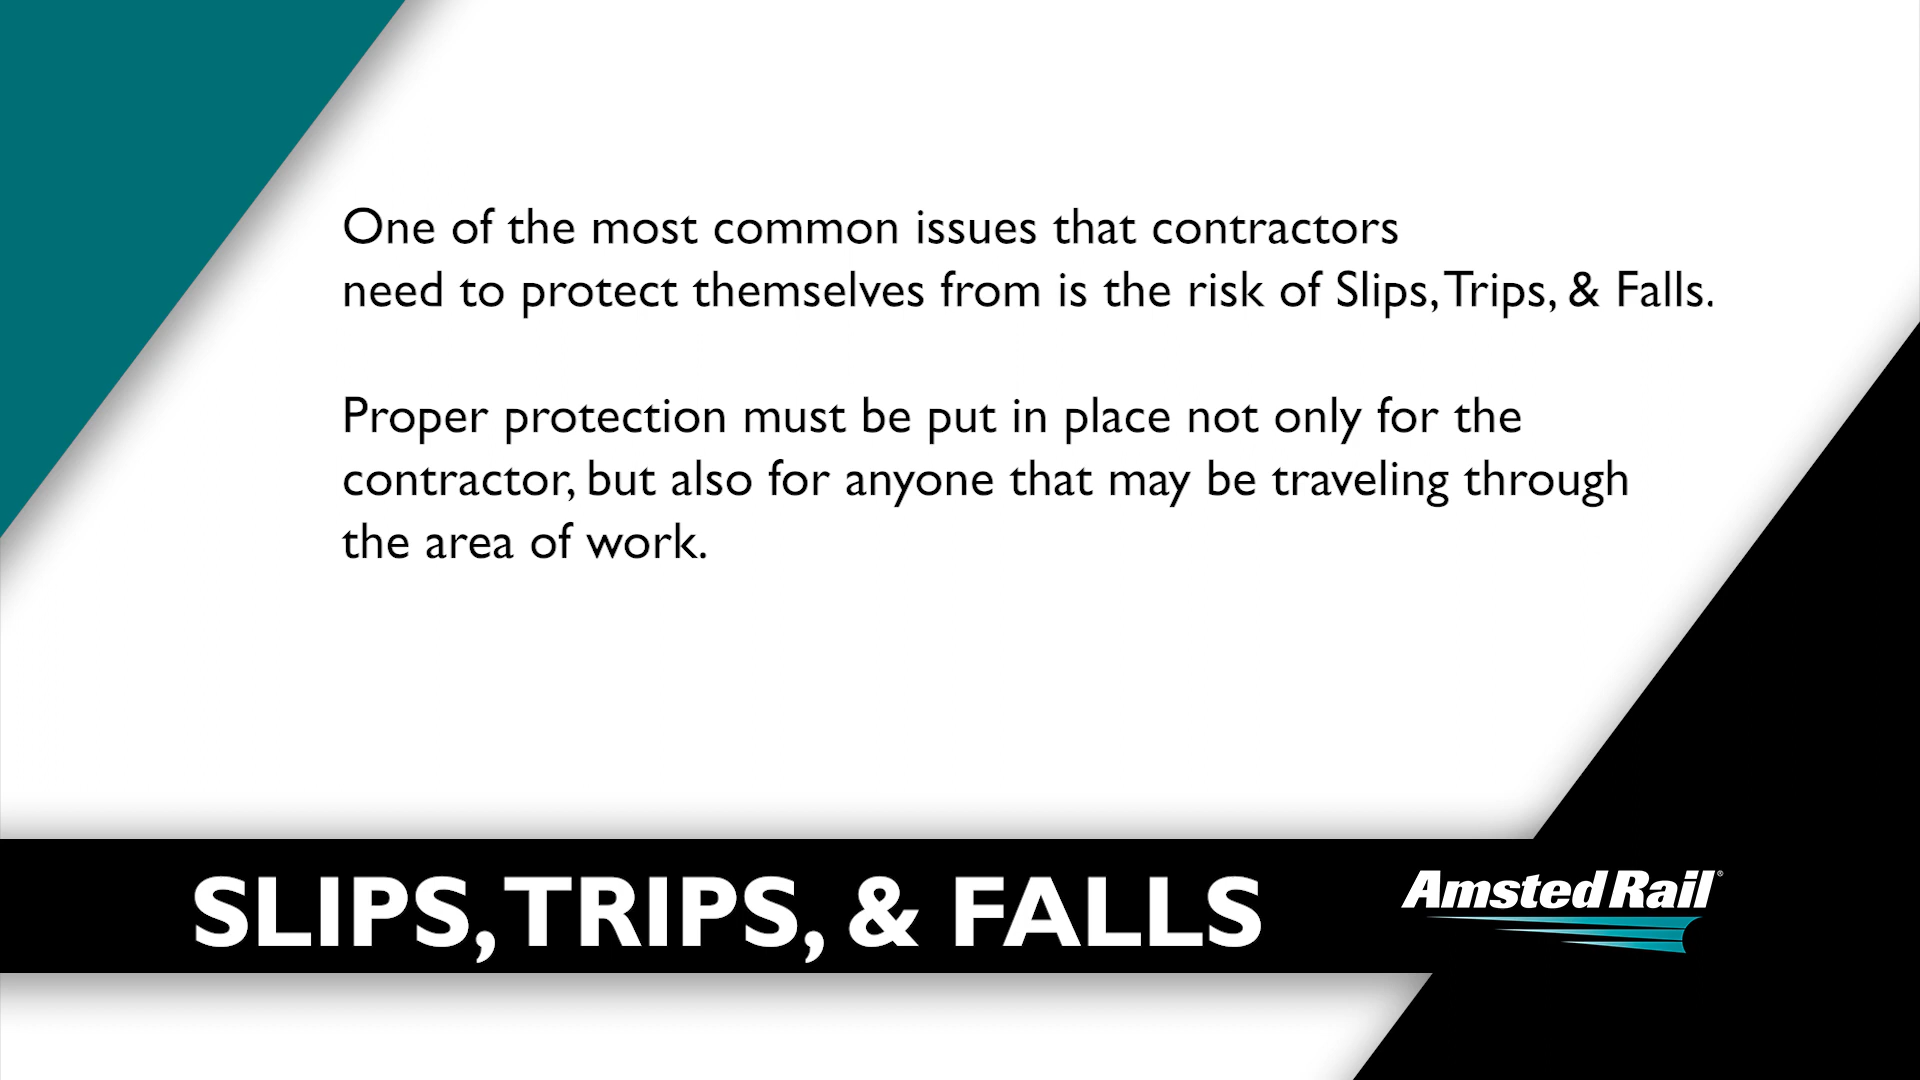 One of the most common issues that contractors
need to protect themselves from is the risk of Slips, Trips, & Falls.
Proper protection must be put in place not only for the
contractor, but also for anyone that may be traveling through
the area of work.
SLIPS, TRIPS, & FALLS
Amsted Rail®